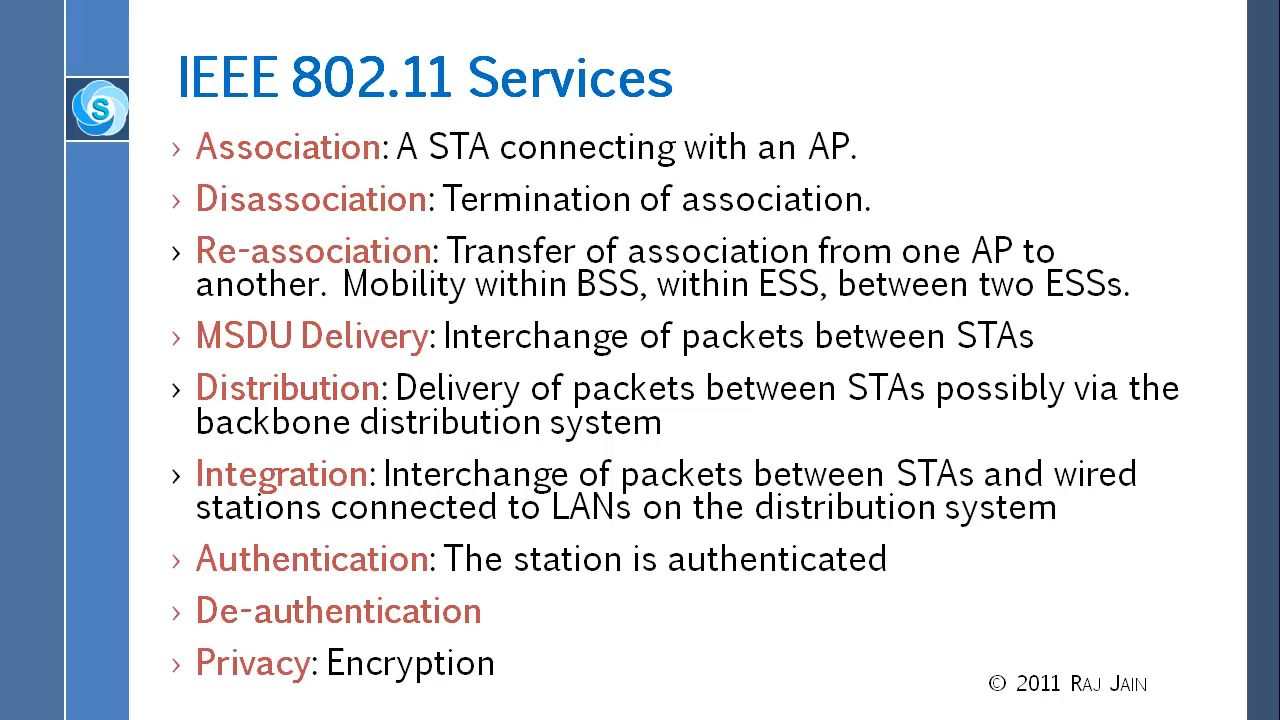 IEEE 802.11 Services
S
› Association: A STA connecting with an AP.
› Disassociation: Termination of association.
› Re-association: Transfer of association from one AP to
another.  Mobility within BSS, within ESS, between two ESSs.
› MSDU Delivery: Interchange of packets between STAs
› Distribution: Delivery of packets between STAs possibly via the
backbone distribution system
› Integration: Interchange of packets between STAs and wired
stations connected to LANs on the distribution system
› Authentication: The station is authenticated
› De-authentication
› Privacy: Encryption
© 2011 RAJ JAIN